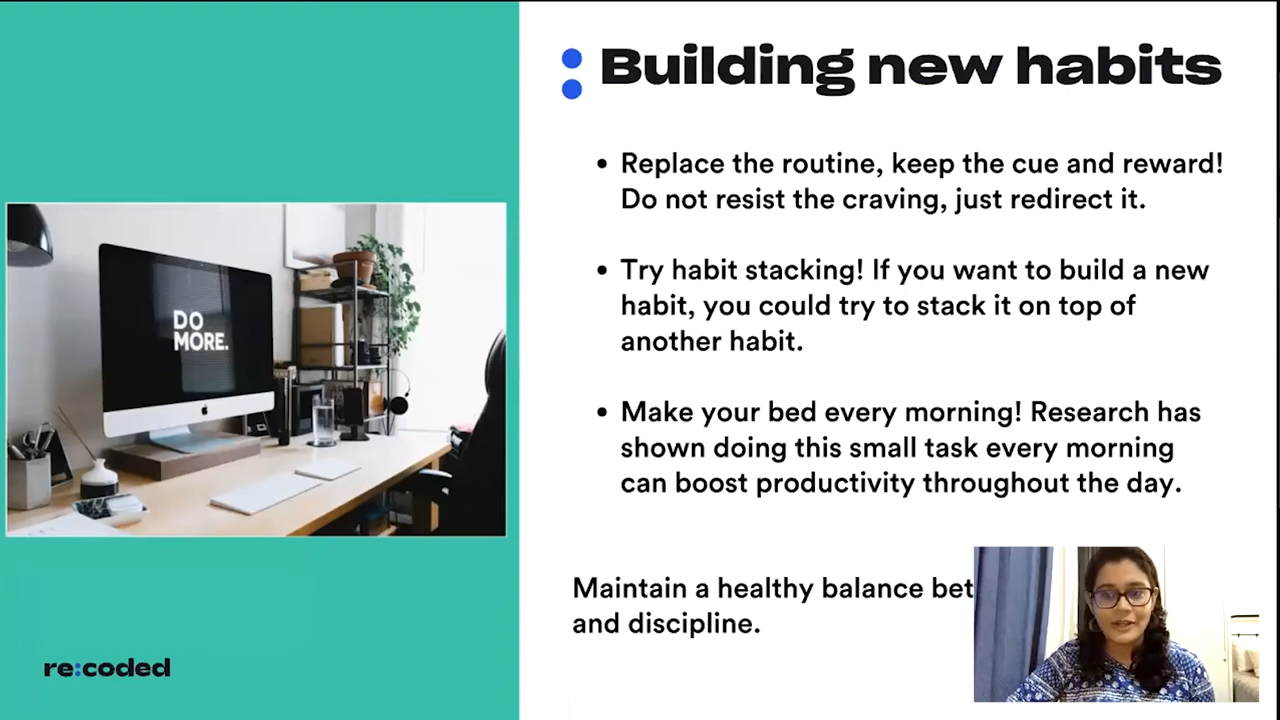 Building new habits
• Replace the routine, keep the cue and reward!
Do not resist the craving, just redirect it.
• Try habit stacking! If you want to build a new
habit, you could try to stack it on top of
another habit.
• Make your bed every morning! Research has
shown doing this small task every morning
can boost productivity throughout the day.
Maintain a healthy balance bet
and discipline.
DO
MORE.
re:coded